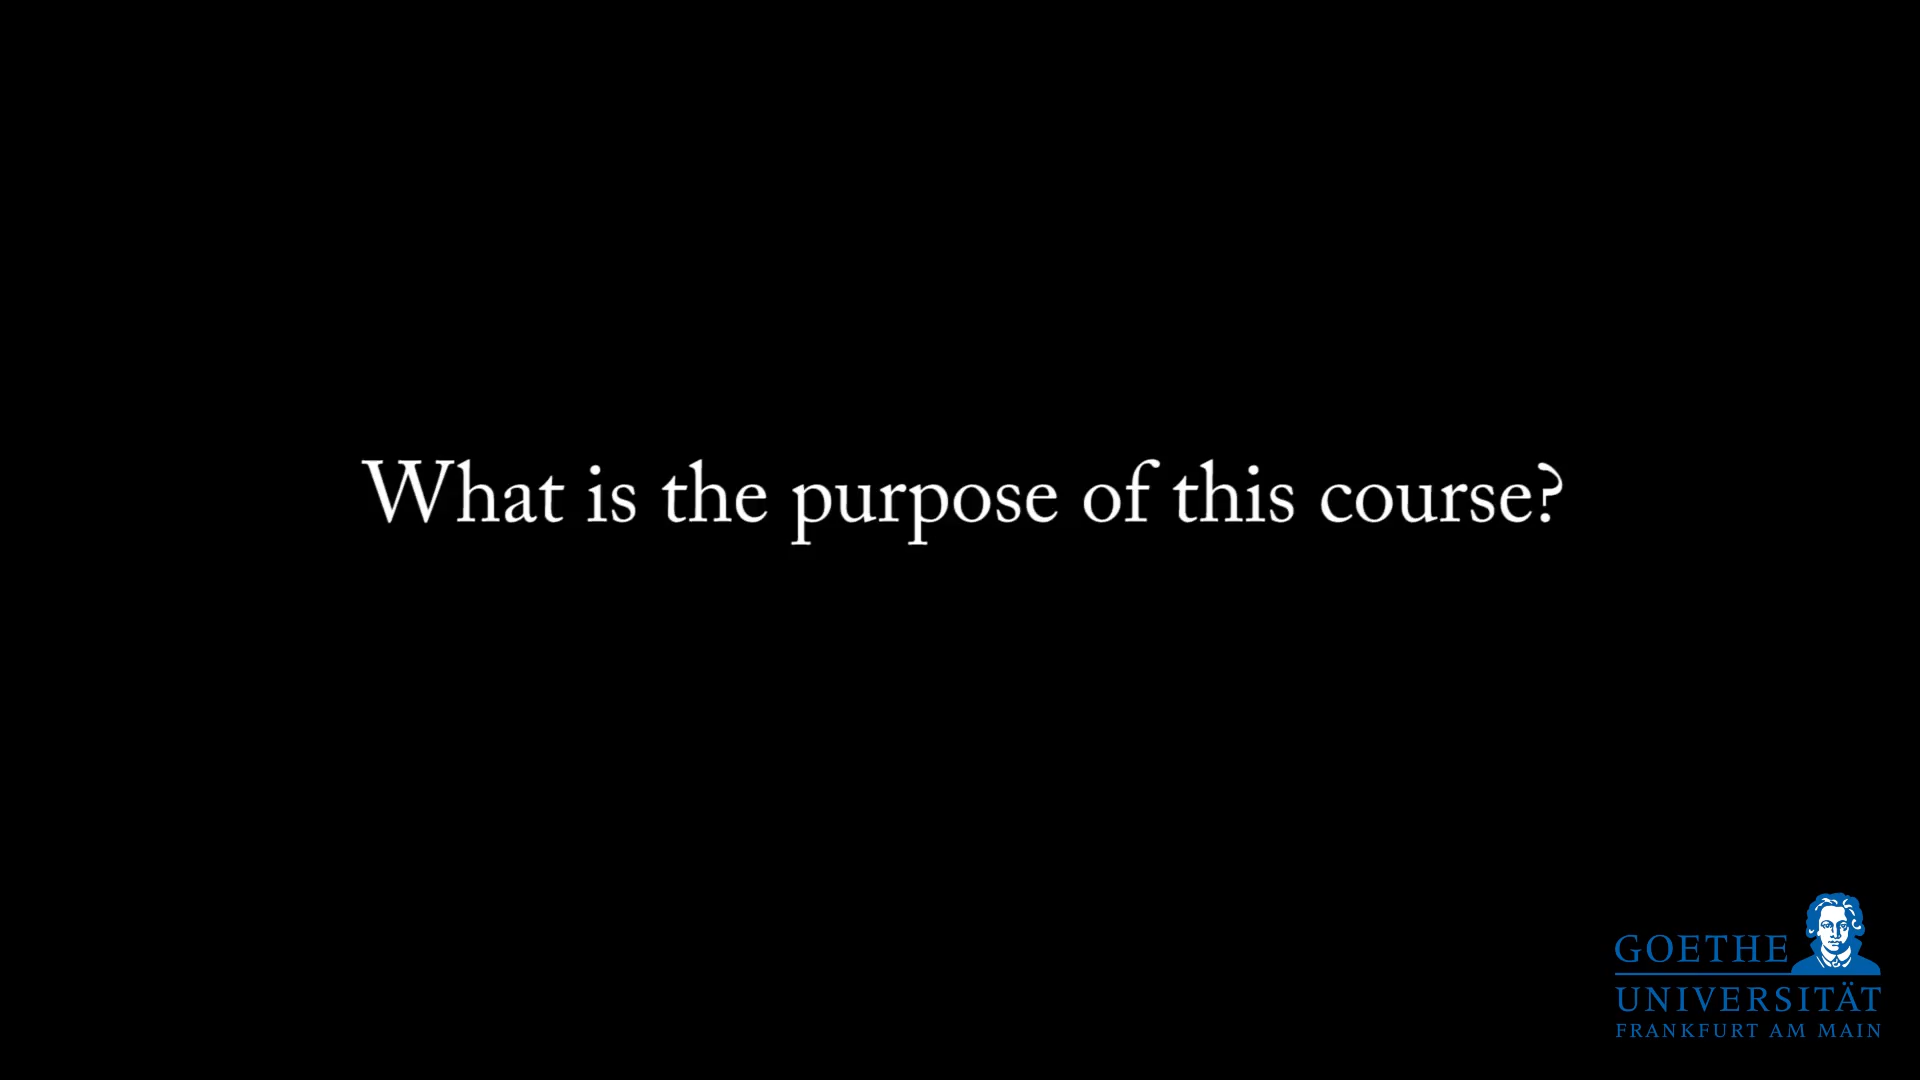 What is the purpose of this course?
GOETHE
UNIVERSITÄT
FRANKFURT AM MAIN